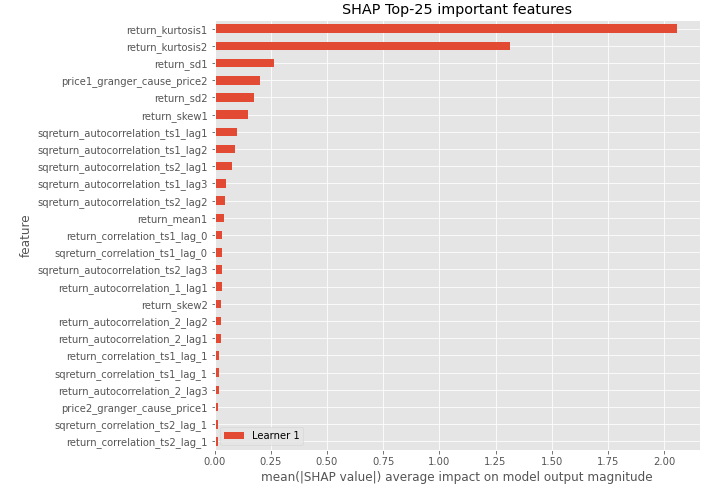 SHAP Top-25 important features
return_kurtosis1
return_kurtosis2
return_sd1
price1_granger_cause_price2
return_sd2
return_skew1
sqreturn_autocorrelation_ts1_lag1
sqreturn_autocorrelation_ts1_lag2
sqreturn_autocorrelation_ts2_lag1
sqreturn_autocorrelation_ts1_lag3
sqreturn_autocorrelation_ts2_lag2
return_mean1
return_correlation_ts1_lag_0
sqreturn_correlation_ts1_lag_0
sqreturn_autocorrelation_ts2_lag3
return_autocorrelation_1_lag1
return_skew2
return_autocorrelation_2_lag2
return_autocorrelation_2_lag1
return_correlation_ts1_lag_1
sqreturn_correlation_ts1_lag_1
return_autocorrelation_2_lag3
price2_granger_cause_price1
sqreturn_correlation_ts2_lag_1
return_correlation_ts2_lag_1
feature
Learner 1
0.00 0.25 0.50 0.75 1.00 1.25 1.50 1.75 2.00
mean(|SHAP value|) average impact on model output magnitude